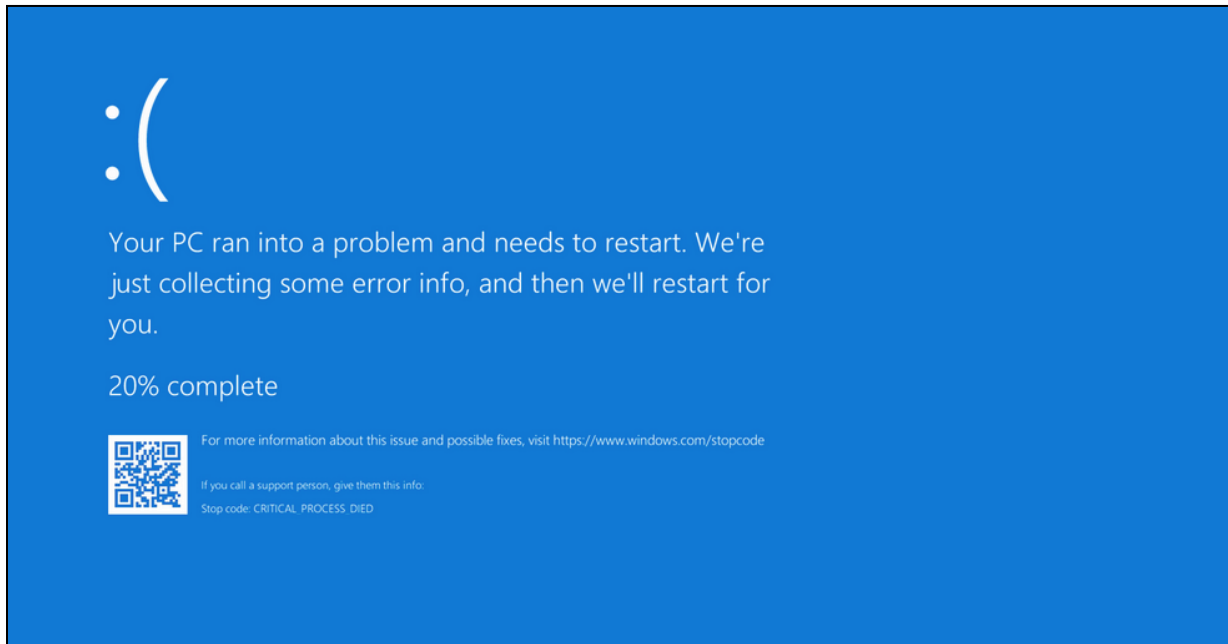 :(
Your PC ran into a problem and needs to restart. We're
just collecting some error info, and then we'll restart for
you.
20% complete
For more information about this issue and possible fixes, visit https://www.windows.com/stopcode
If you call a support person, give them this info:
Stop code: CRITICAL_PROCESS_DIED